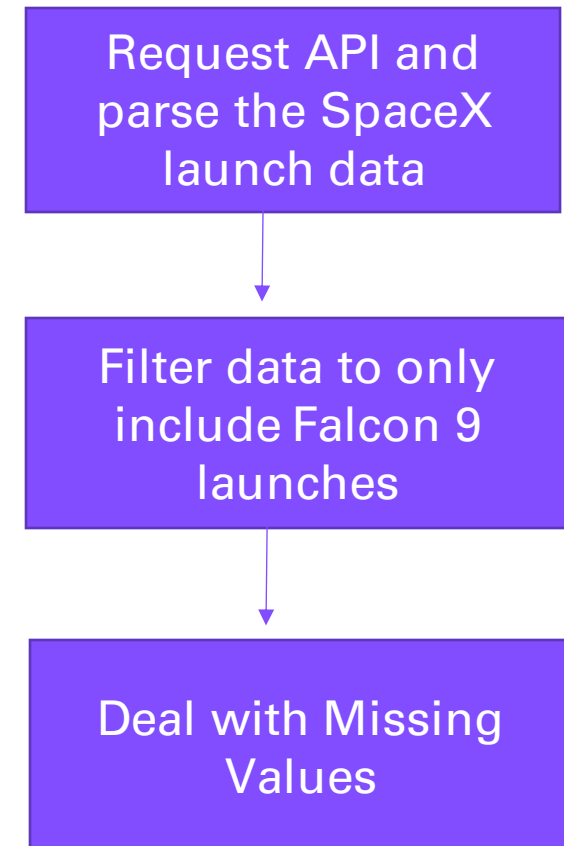 Request API and
parse the SpaceX
launch data
Filter data to only
include Falcon 9
launches
Deal with Missing
Values